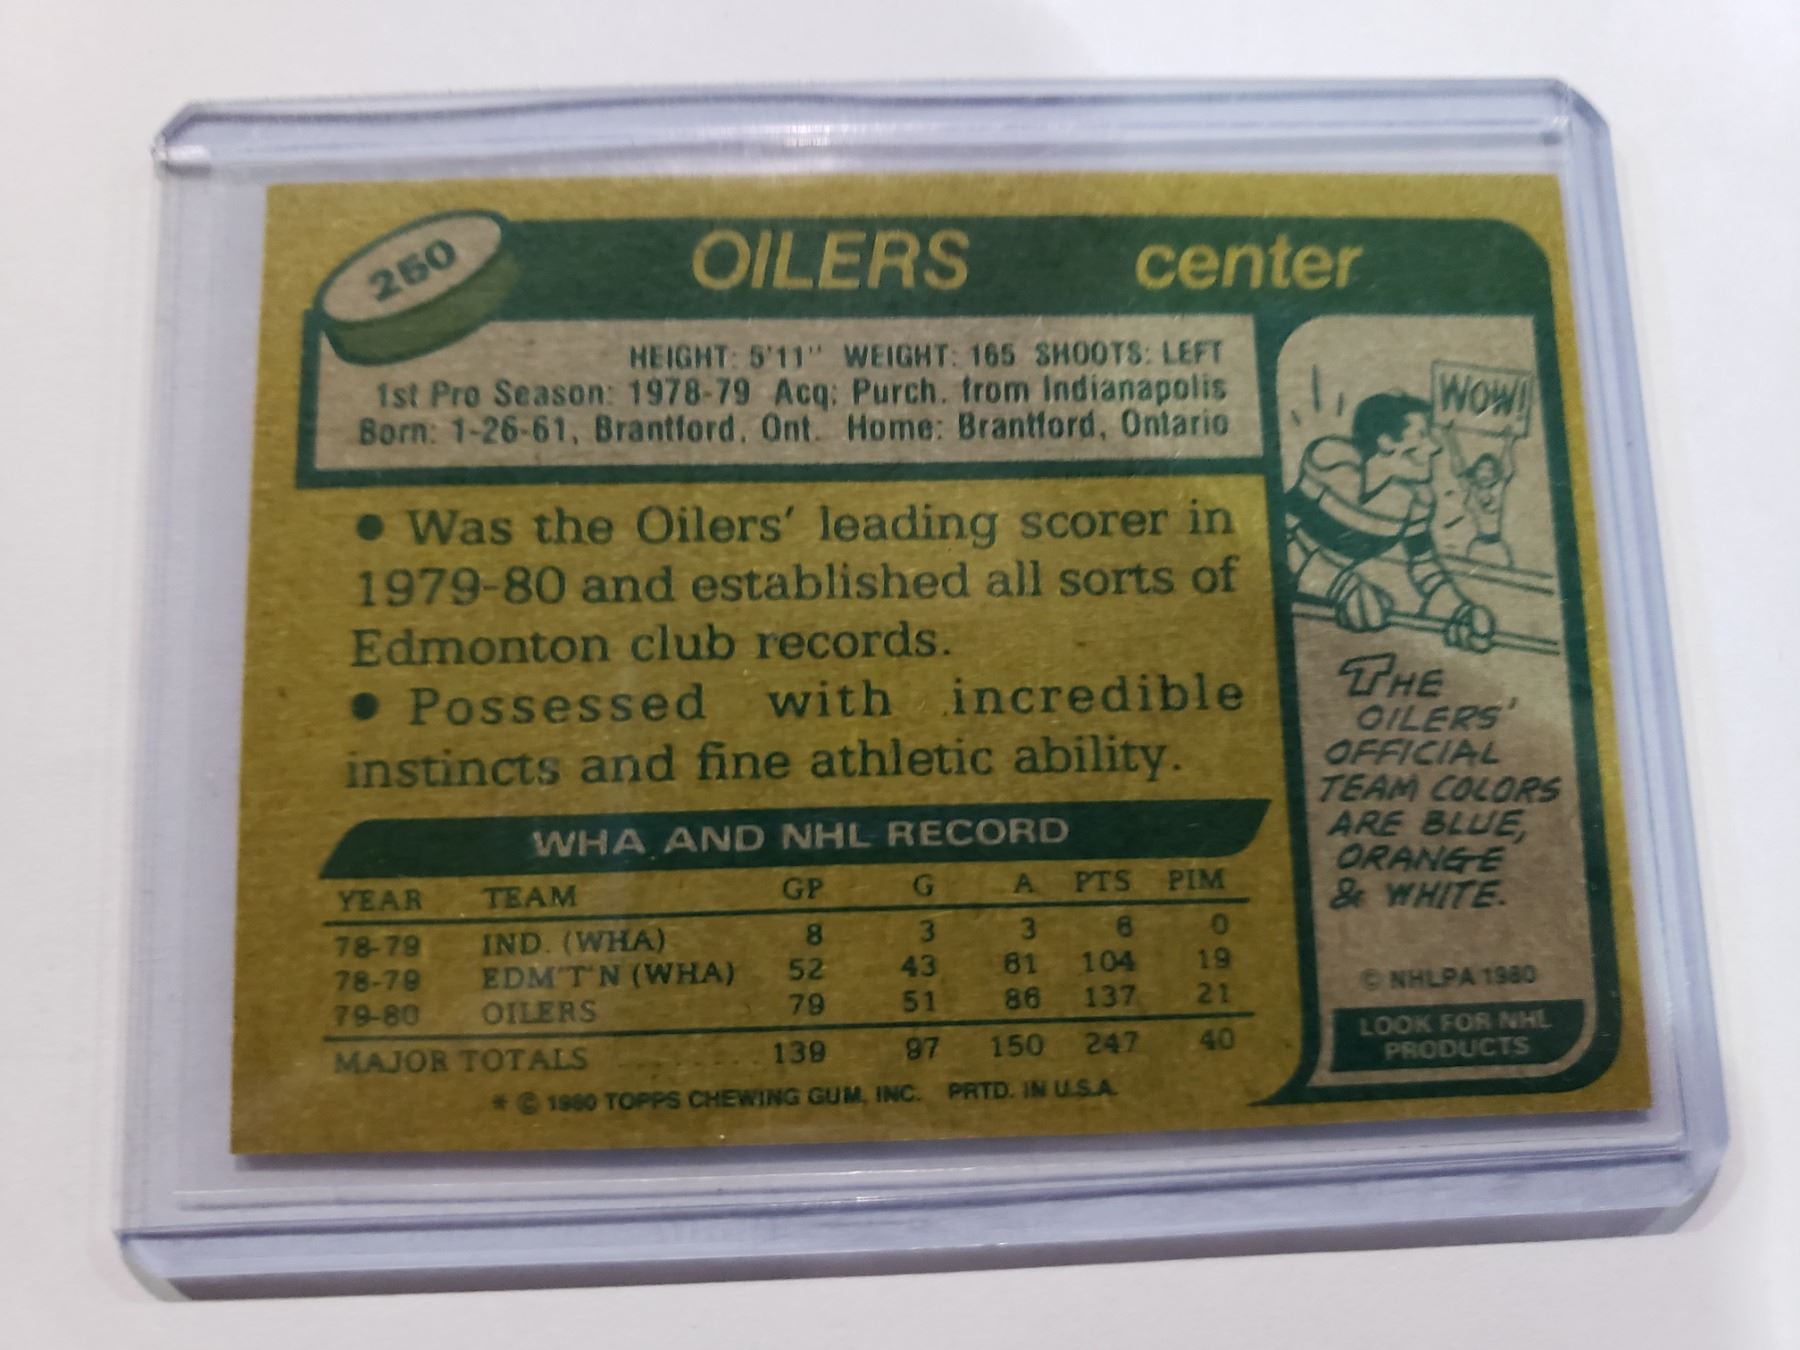 250
OILERS center
HEIGHT: 5'11" WEIGHT: 165 SHOOTS: LEFT
1st Pro Season: 1978-79 Acq: Purch. from Indianapolis
Born: 1-26-61, Brantford, Ont. Home: Brantford, Ontario
• Was the Oilers' leading scorer in
1979-80 and established all sorts of
Edmonton club records.
• Possessed with incredible
instincts and fine athletic ability.
WHA AND NHL RECORD
YEAR TEAM GP G A PTS PIM
78-79 IND. (WHA) 8 3 3 6 0
78-79 EDM'T'N (WHA) 52 43 61 104 19
79-80 OILERS 79 51 86 137 21
MAJOR TOTALS ........ 139 97 150 247 40
* © 1980 TOPPS CHEWING GUM, INC. PRTD. IN U.S.A.
WOW!
THE
OILERS'
OFFICIAL
TEAM COLORS
ARE BLUE,
ORANGE
& WHITE.
© NHLPA 1980
LOOK FOR NHL
PRODUCTS